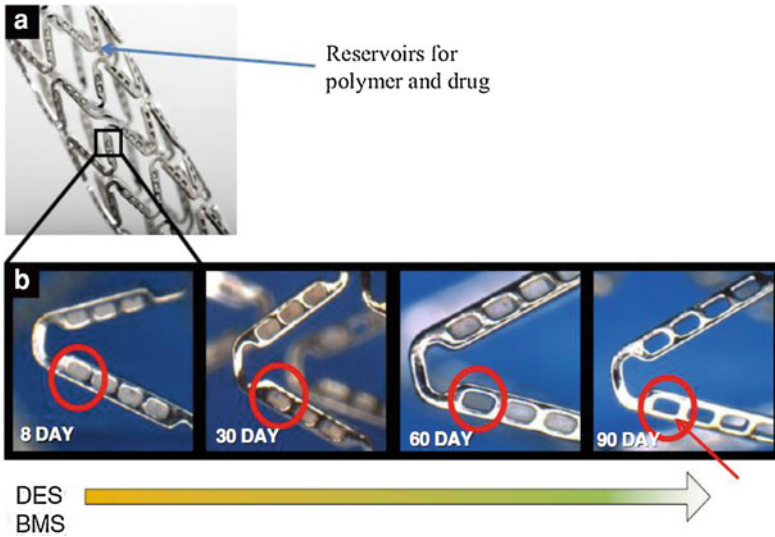 a
Reservoirs for
polymer and drug
b
8 DAY
30 DAY
60 DAY
90 DAY
DES
BMS